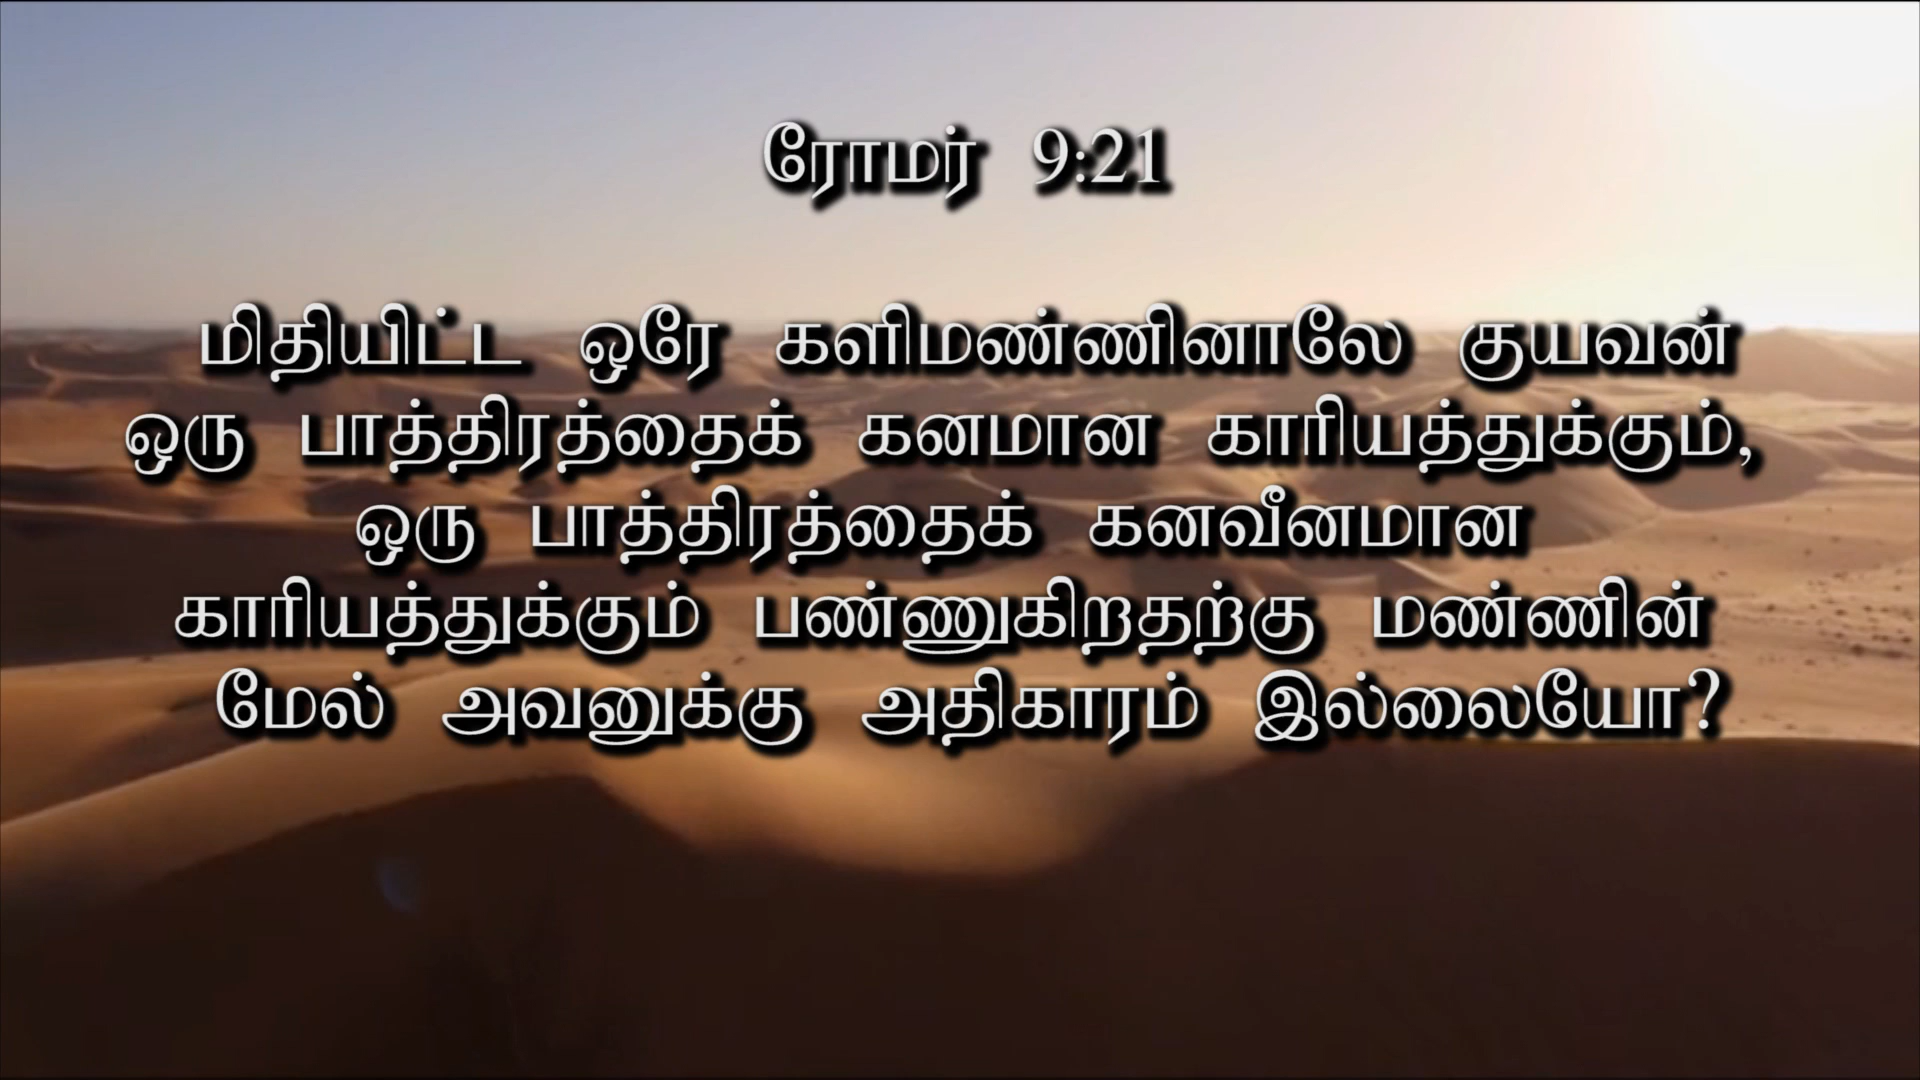 ரோமர் 9:21
மிதியிட்ட ஒரே களிமண்ணினாலே குயவன்
ஒரு பாத்திரத்தைக் கனமான காரியத்துக்கும்,
ஒரு பாத்திரத்தைக் கனவீனமான
காரியத்துக்கும் பண்ணுகிறதற்கு மண்ணின்
மேல் அவனுக்கு அதிகாரம் இல்லையோ?